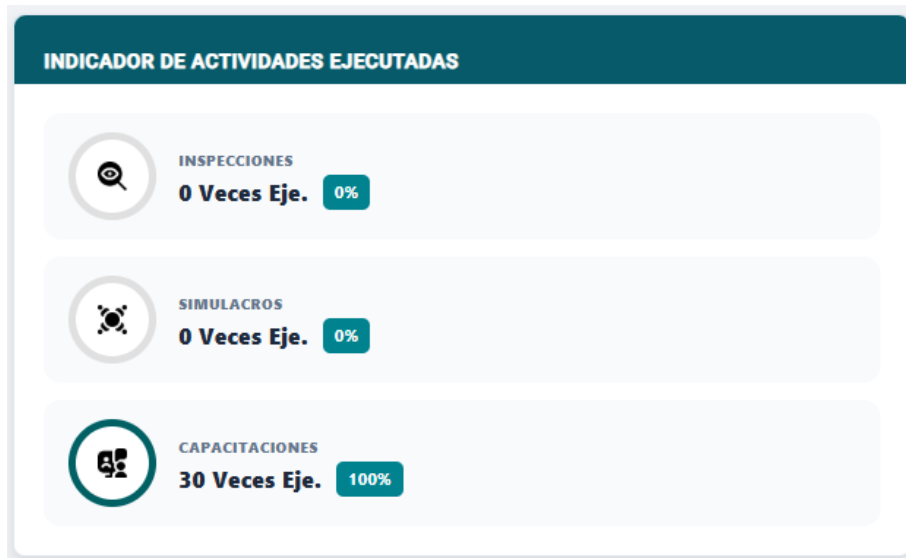 INDICADOR DE ACTIVIDADES EJECUTADAS
INSPECCIONES
0 Veces Eje. 0%
SIMULACROS
0 Veces Eje. 0%
CAPACITACIONES
30 Veces Eje. 100%